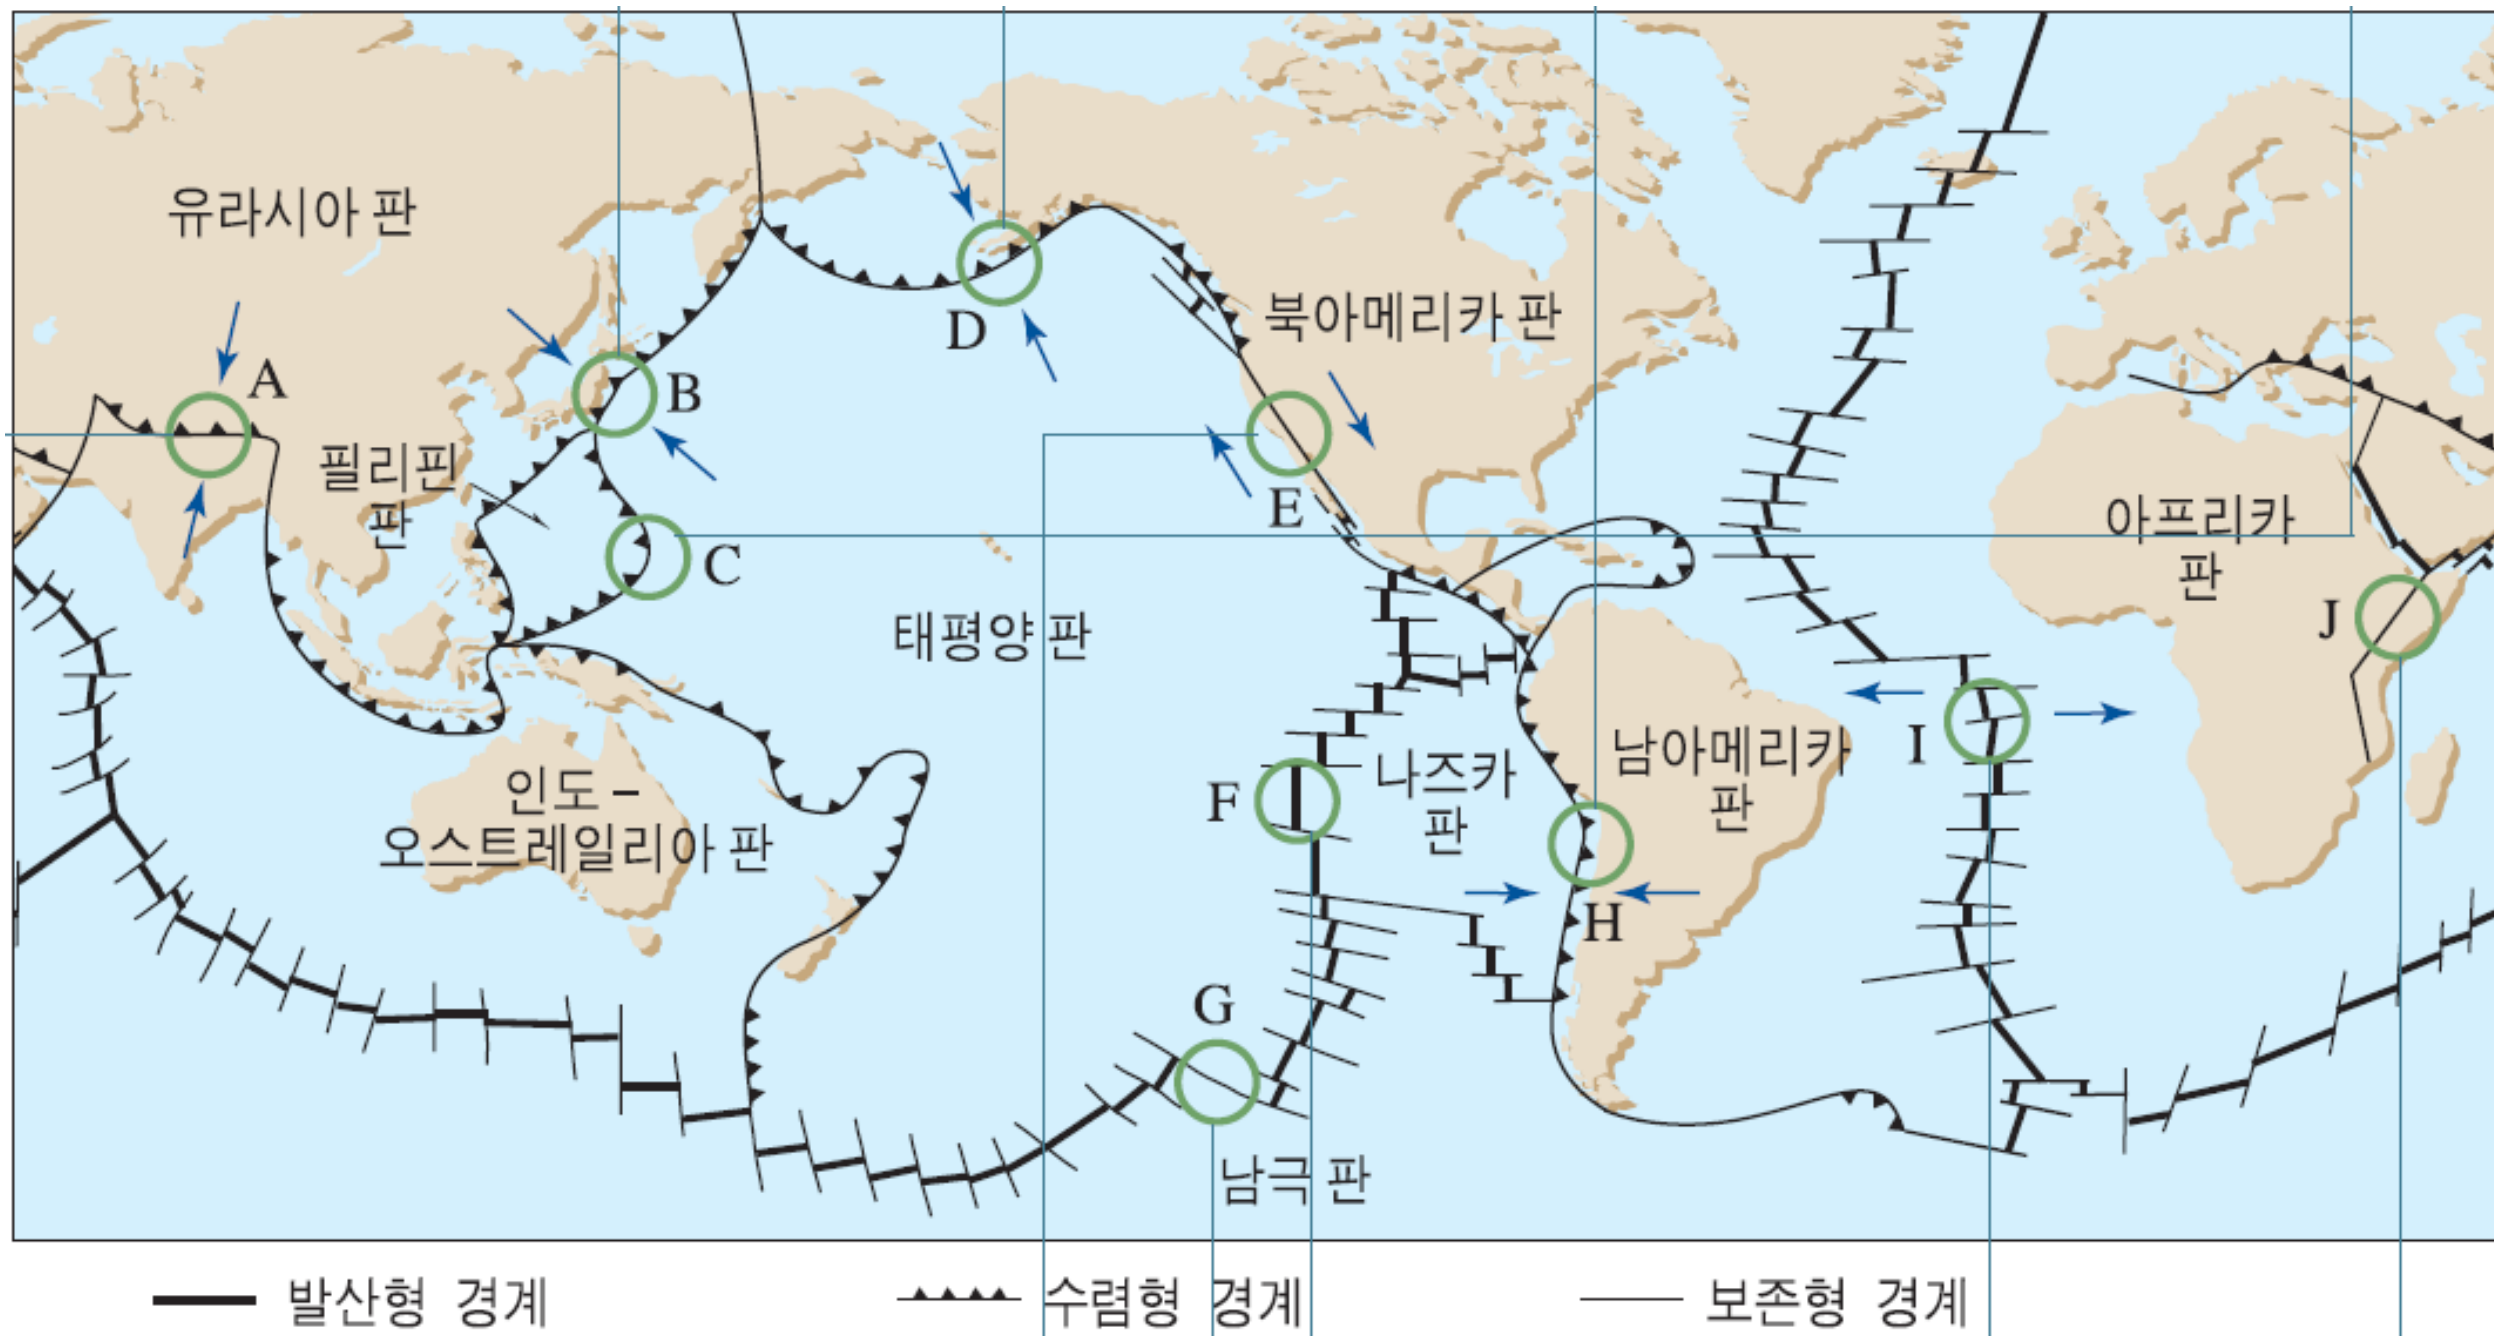 유라시아 판
A
B
필리핀
판
C
D
북아메리카 판
E
태평양 판
인도 –
오스트레일리아 판
F
나즈카
판
남아메리카
판
H
G
남극 판
I
아프리카
판
J
발산형 경계
수렴형 경계
보존형 경계